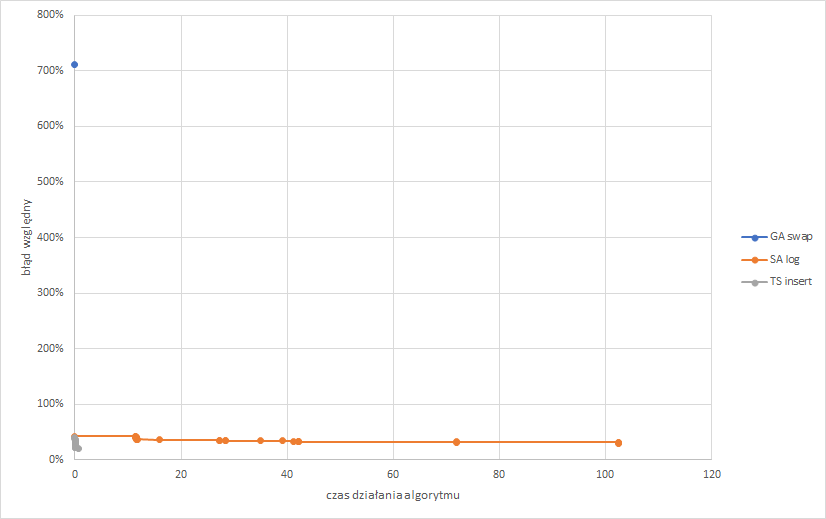 800%
700%
600%
500%
400%
300%
200%
100%
0%
błąd względny
0 20 40 60 80 100 120
czas działania algorytmu
GA swap
SA log
TS insert